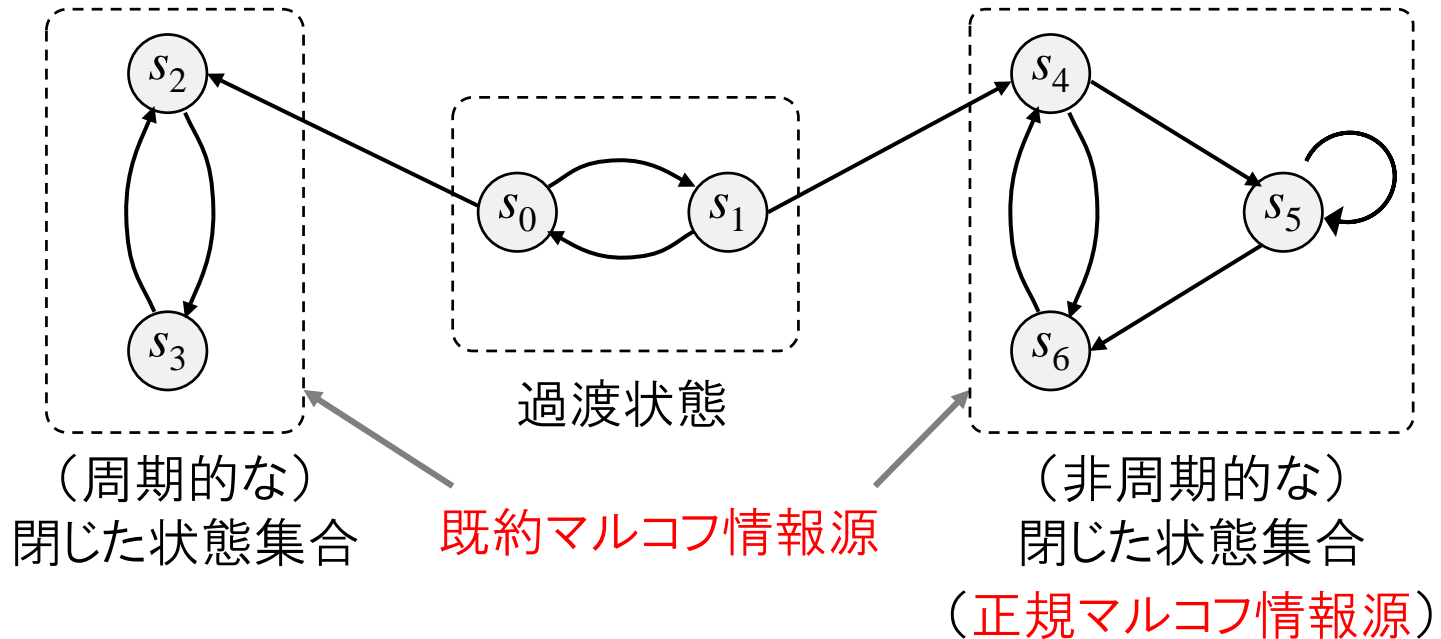 s2
s4
s0
s1
s5
s3
s6
過渡状態
（周期的な）
閉じた状態集合
既約マルコフ情報源
（非周期的な）
閉じた状態集合
（正規マルコフ情報源）